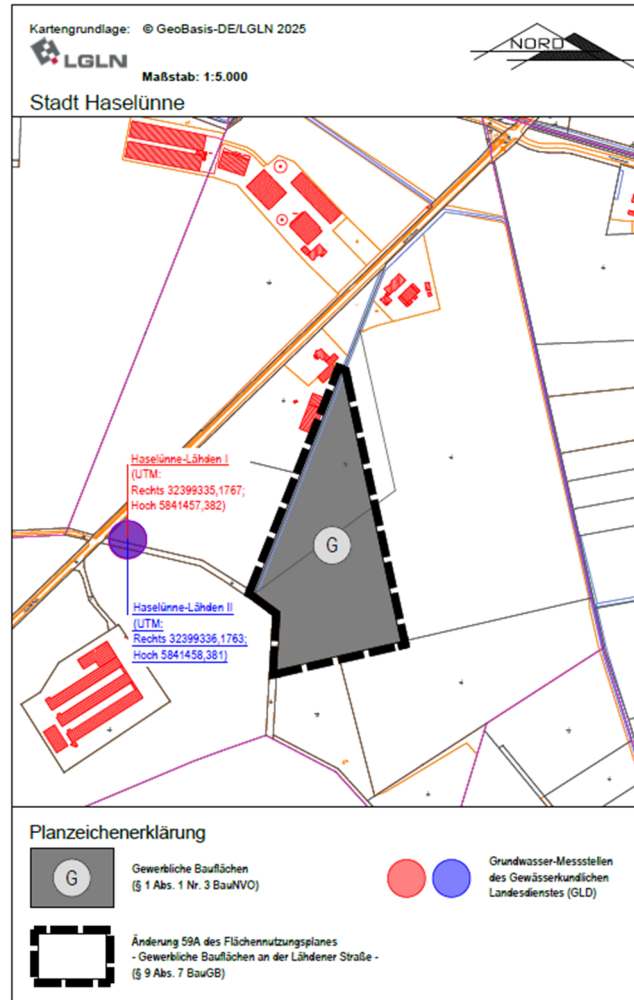 Kartengrundlage: © GeoBasis-DE/LGLN 2025
LGLN
NORD
Maßstab: 1:5.000
Stadt Haselünne
Haselünne-Lähden I
(UTM:
Rechts 32399335,1767;
Hoch 5841457,382)
G
Haselünne-Lähden II
(UTM:
Rechts 32399336,1763;
Hoch 5841458,381)
Planzeichenerklärung
G
Gewerbliche Bauflächen
(§ 1 Abs. 1 Nr. 3 BauNVO)
Grundwasser-Messstellen
des Gewässerkundlichen
Landesdienstes (GLD)
Änderung 59A des Flächennutzungsplanes
- Gewerbliche Bauflächen an der Lähdener Straße -
(§ 9 Abs. 7 BauGB)